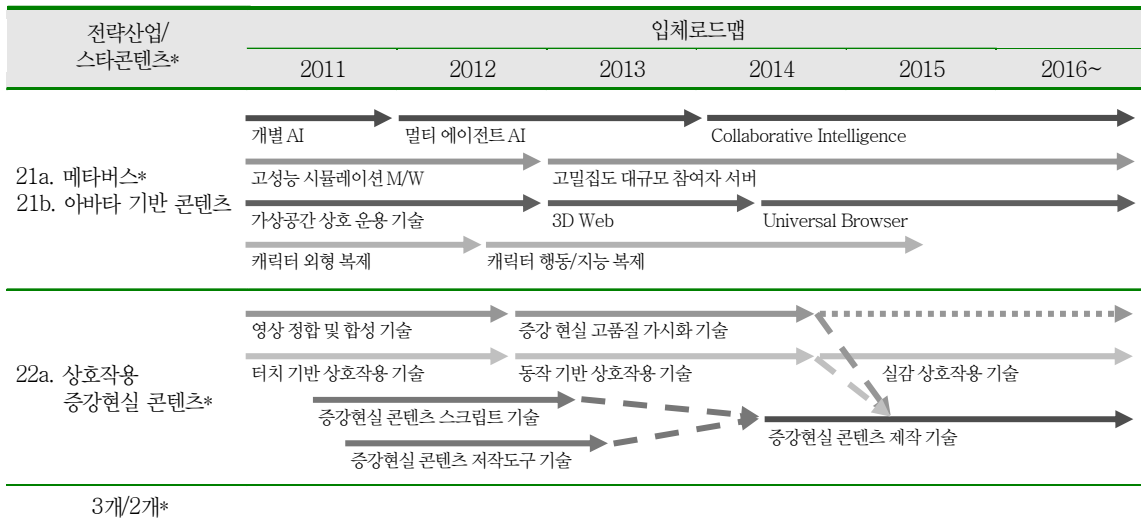 전략산업/
스타콘텐츠*
입체로드맵
2011 2012 2013 2014 2015 2016~
개별 AI 멀티 에이전트 AI Collaborative Intelligence
고성능 시뮬레이션 M/W 고밀집도 대규모 참여자 서버
21a. 메타버스*
21b. 아바타 기반 콘텐츠
가상공간 상호 운용 기술 3D Web Universal Browser
캐릭터 외형 복제 캐릭터 행동/지능 복제
영상 정합 및 합성 기술 증강 현실 고품질 가시화 기술
터치 기반 상호작용 기술 동작 기반 상호작용 기술 실감 상호작용 기술
22a. 상호작용
증강현실 콘텐츠*
증강현실 콘텐츠 스크립트 기술
증강현실 콘텐츠 제작 기술
증강현실 콘텐츠 저작도구 기술
3개/2개*